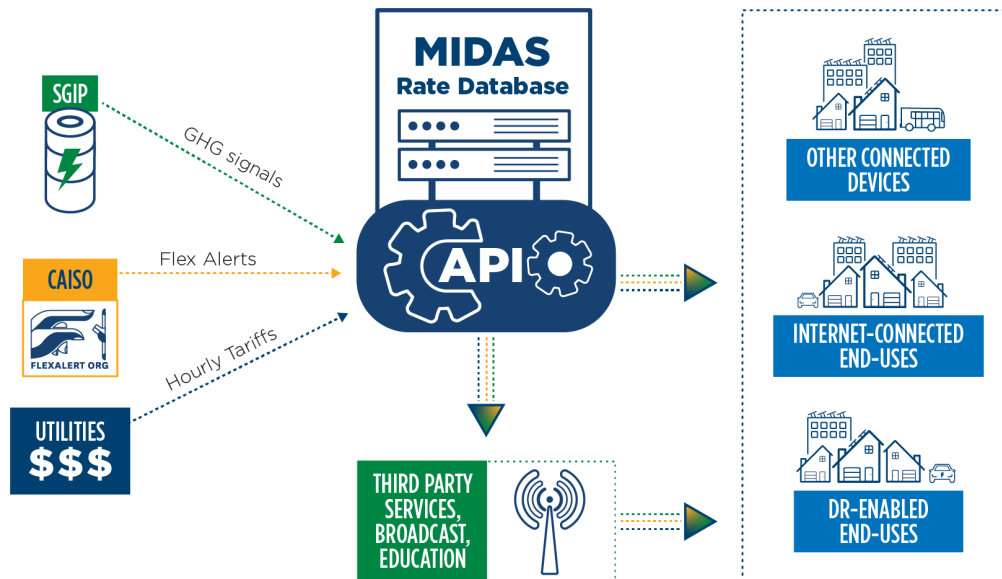 MIDAS
Rate Database
SGIP
GHG signals
CAISO
FLEXALERT ORG
Flex Alerts
UTILITIES
$$$
Hourly Tariffs
API
THIRD PARTY
SERVICES,
BROADCAST,
EDUCATION
OTHER CONNECTED
DEVICES
INTERNET-CONNECTED
END-USES
DR-ENABLED
END-USES